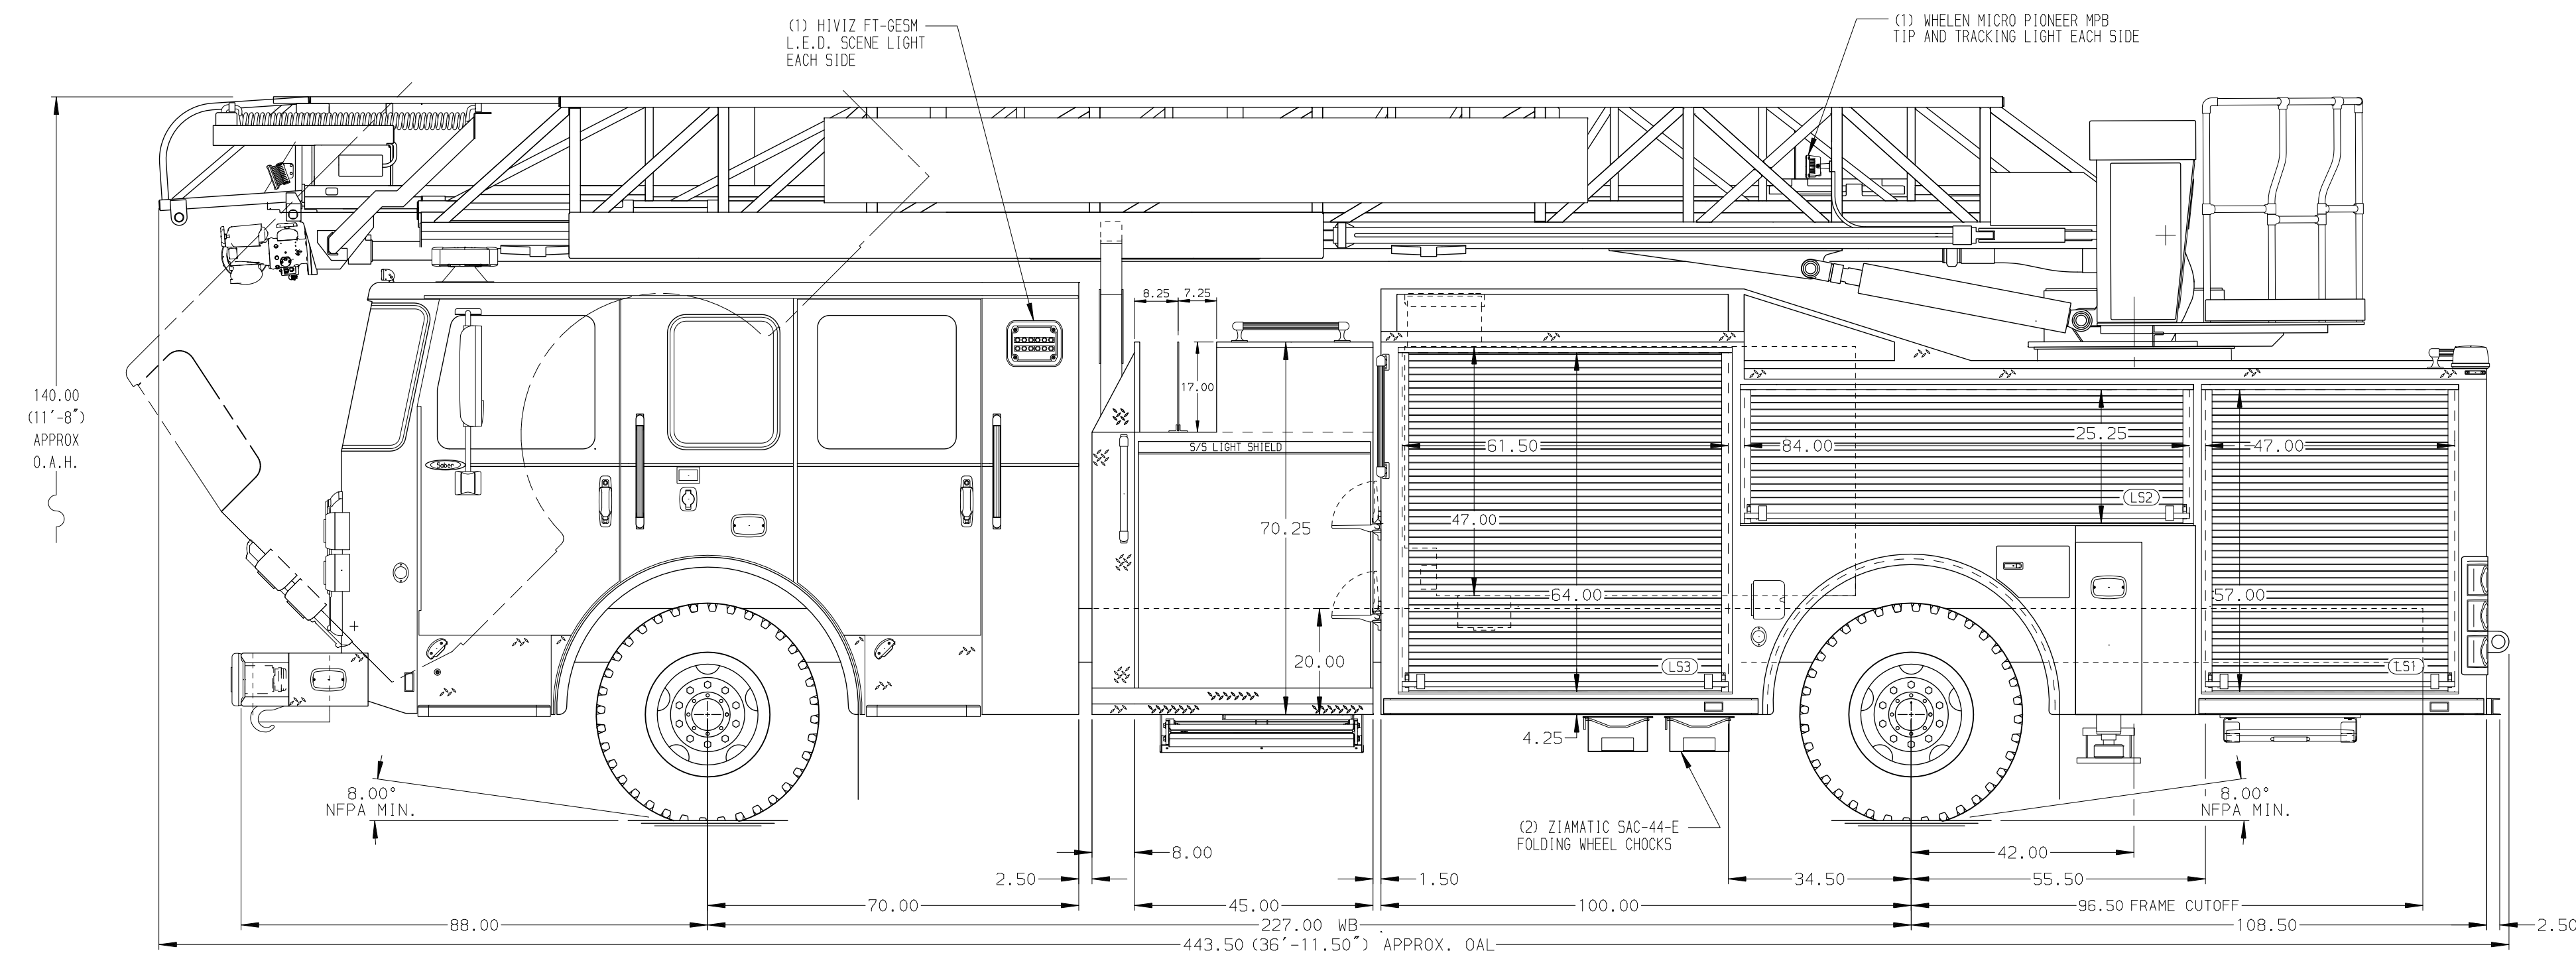 (1) HIVIZ FT-GESM
L.E.D. SCENE LIGHT
EACH SIDE
(1) WHELEN MICRO PIONEER MPB
TIP AND TRACKING LIGHT EACH SIDE
140.00
(11'-8")
APPROX
O.A.H.
8.25
7.25
17.00
S/S LIGHT SHIELD
Saber
61.50
84.00
25.25
47.00
LS2
47.00
70.25
64.00
57.00
20.00
LS3
LS1
4.25
8.00°
NFPA MIN.
8.00°
NFPA MIN.
(2) ZIAMATIC SAC-44-E
FOLDING WHEEL CHOCKS
8.00
42.00
2.50
1.50
34.50
55.50
70.00
45.00
100.00
96.50 FRAME CUTOFF
88.00
227.00 WB
108.50
2.50
443.50 (36'-11.50") APPROX. OAL